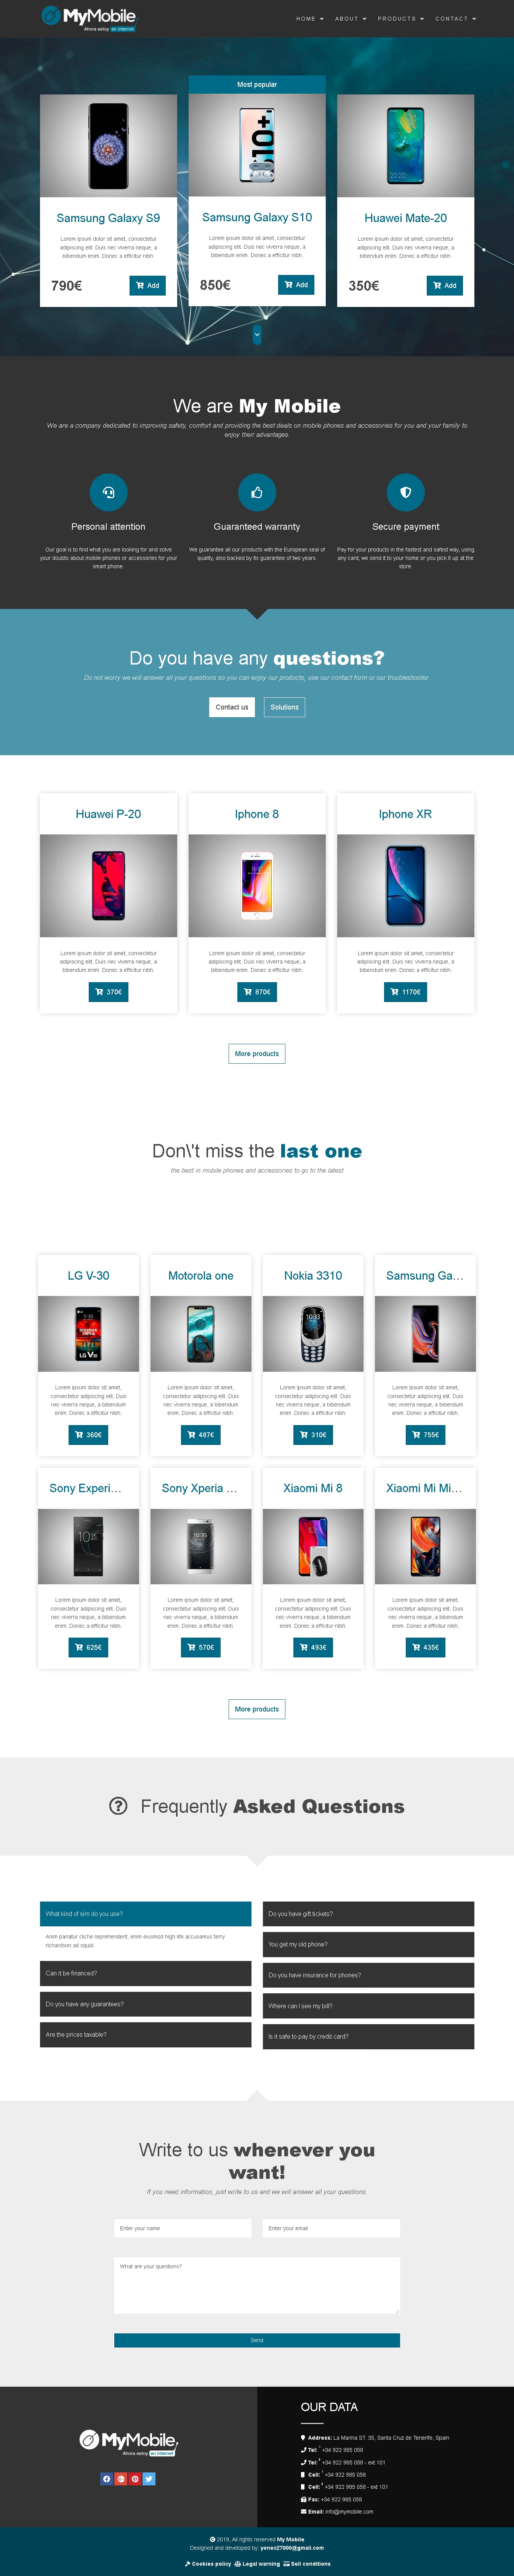 MyMobile
Ahora estoy en internet
HOME ABOUT PRODUCTS CONTACT
Most popular
Samsung Galaxy S9
Lorem ipsum dolor sit amet, consectetur
adipiscing elit. Duis nec viverra neque, a
bibendum enim. Donec a efficitur nibh.
790€
Add
Samsung Galaxy S10
Lorem ipsum dolor sit amet, consectetur
adipiscing elit. Duis nec viverra neque, a
bibendum enim. Donec a efficitur nibh.
850€
Add
Huawei Mate-20
Lorem ipsum dolor sit amet, consectetur
adipiscing elit. Duis nec viverra neque, a
bibendum enim. Donec a efficitur nibh.
350€
Add
We are My Mobile
We are a company dedicated to improving safety, comfort and providing the best deals on mobile phones and accessories for you and your family to
enjoy their advantages.
Personal attention
Our goal is to find what you are looking for and solve
your doubts about mobile phones or accessories for your
smart phone.
Guaranteed warranty
We guarantee all our products with the European seal of
quality, also backed by its guarantee of two years.
Secure payment
Pay for your products in the fastest and safest way, using
any card, we send it to your home or you pick it up at the
store.
Do you have any questions?
Do not worry we will answer all your questions so you can enjoy our products, use our contact form or our troubleshooter.
Contact us
Solutions
Huawei P-20
Lorem ipsum dolor sit amet, consectetur
adipiscing elit. Duis nec viverra neque, a
bibendum enim. Donec a efficitur nibh.
370€
Iphone 8
Lorem ipsum dolor sit amet, consectetur
adipiscing elit. Duis nec viverra neque, a
bibendum enim. Donec a efficitur nibh.
870€
Iphone XR
Lorem ipsum dolor sit amet, consectetur
adipiscing elit. Duis nec viverra neque, a
bibendum enim. Donec a efficitur nibh.
1170€
More products
Don\'t miss the last one
the best in mobile phones and accessories to go to the latest
LG V-30
Lorem ipsum dolor sit amet,
consectetur adipiscing elit. Duis
nec viverra neque, a bibendum
enim. Donec a efficitur nibh.
360€
Motorola one
Lorem ipsum dolor sit amet,
consectetur adipiscing elit. Duis
nec viverra neque, a bibendum
enim. Donec a efficitur nibh.
487€
Nokia 3310
Lorem ipsum dolor sit amet,
consectetur adipiscing elit. Duis
nec viverra neque, a bibendum
enim. Donec a efficitur nibh.
310€
Samsung Ga...
Lorem ipsum dolor sit amet,
consectetur adipiscing elit. Duis
nec viverra neque, a bibendum
enim. Donec a efficitur nibh.
755€
Sony Experi...
Lorem ipsum dolor sit amet,
consectetur adipiscing elit. Duis
nec viverra neque, a bibendum
enim. Donec a efficitur nibh.
625€
Sony Xperia ...
Lorem ipsum dolor sit amet,
consectetur adipiscing elit. Duis
nec viverra neque, a bibendum
enim. Donec a efficitur nibh.
570€
Xiaomi Mi 8
Lorem ipsum dolor sit amet,
consectetur adipiscing elit. Duis
nec viverra neque, a bibendum
enim. Donec a efficitur nibh.
493€
Xiaomi Mi Mi...
Lorem ipsum dolor sit amet,
consectetur adipiscing elit. Duis
nec viverra neque, a bibendum
enim. Donec a efficitur nibh.
435€
More products
Frequently Asked Questions
What kind of sim do you use?
Anim pariatur cliche reprehenderit, enim eiusmod high life accusamus terry
richardson ad squid.
Can it be financed?
Do you have any guarantees?
Are the prices taxable?
Do you have gift tickets?
You get my old phone?
Do you have insurance for phones?
Where can I see my bill?
Is it safe to pay by credit card?
Write to us whenever you
want!
If you need information, just write to us and we will answer all your questions.
Enter your name
Enter your email
What are your questions?
Send
MyMobile
Ahora estoy en internet
OUR DATA
Address: La Marina ST. 35, Santa Cruz de Tenerife, Spain
Tel: 1 +34 922 985 058
Tel: 2 +34 922 985 058 - ext 101
Cell: 1 +34 922 985 058
Cell: 2 +34 922 985 058 - ext 101
Fax: +34 922 985 058
Email: info@mymobile.com
© 2019, All rights reserved My Mobile
Designed and developed by: yonex27000@gmail.com
Cookies policy Legal warning Sell conditions